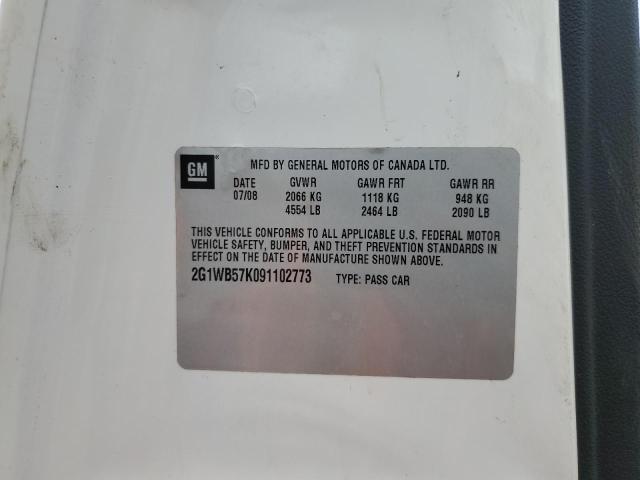 GM
MFD BY GENERAL MOTORS OF CANADA LTD.
DATE GVWR GAWR FRT GAWR RR
07/08 2066 KG 1118 KG 948 KG
4554 LB 2464 LB 2090 LB
THIS VEHICLE CONFORMS TO ALL APPLICABLE U.S. FEDERAL MOTOR
VEHICLE SAFETY, BUMPER, AND THEFT PREVENTION STANDARDS IN
EFFECT ON THE DATE OF MANUFACTURE SHOWN ABOVE.
2G1WB57K091102773 TYPE: PASS CAR